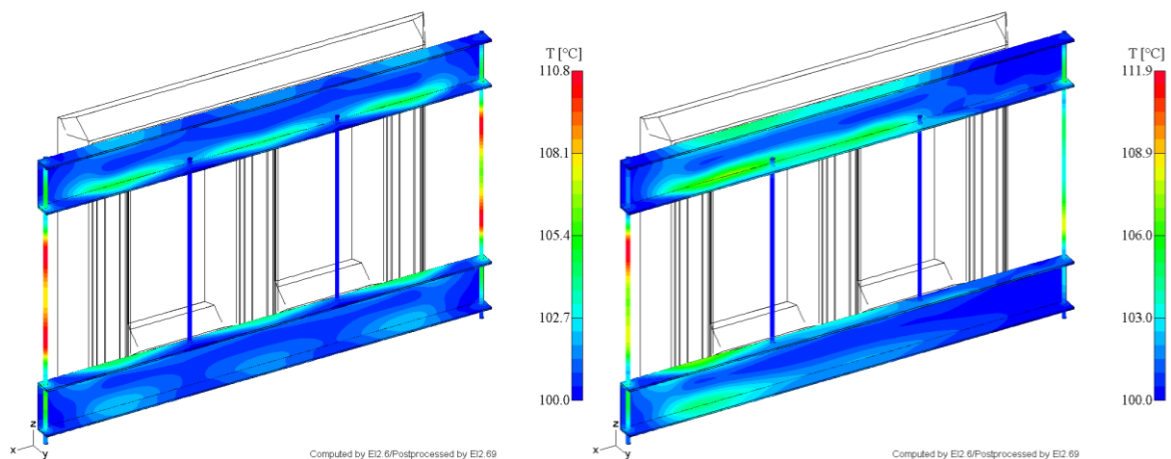 T [°C]
110.8
108.1
105.4
102.7
100.0
z
x
y
Computed by EI2.6/Postprocessed by EI2.69
T [°C]
111.9
108.9
106.0
103.0
100.0
z
x
y
Computed by EI2.6/Postprocessed by EI2.69